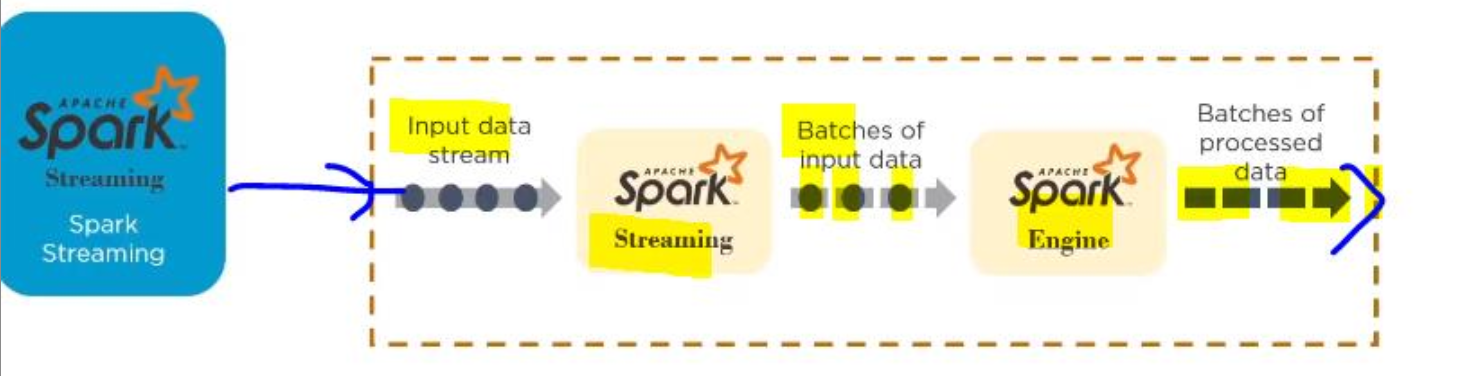 APACHE
Spark
Streaming
Spark
Streaming
Input data
stream
APACHE
Spark
Streaming
Batches of
input data
APACHE
Spark
Engine
Batches of
processed
data